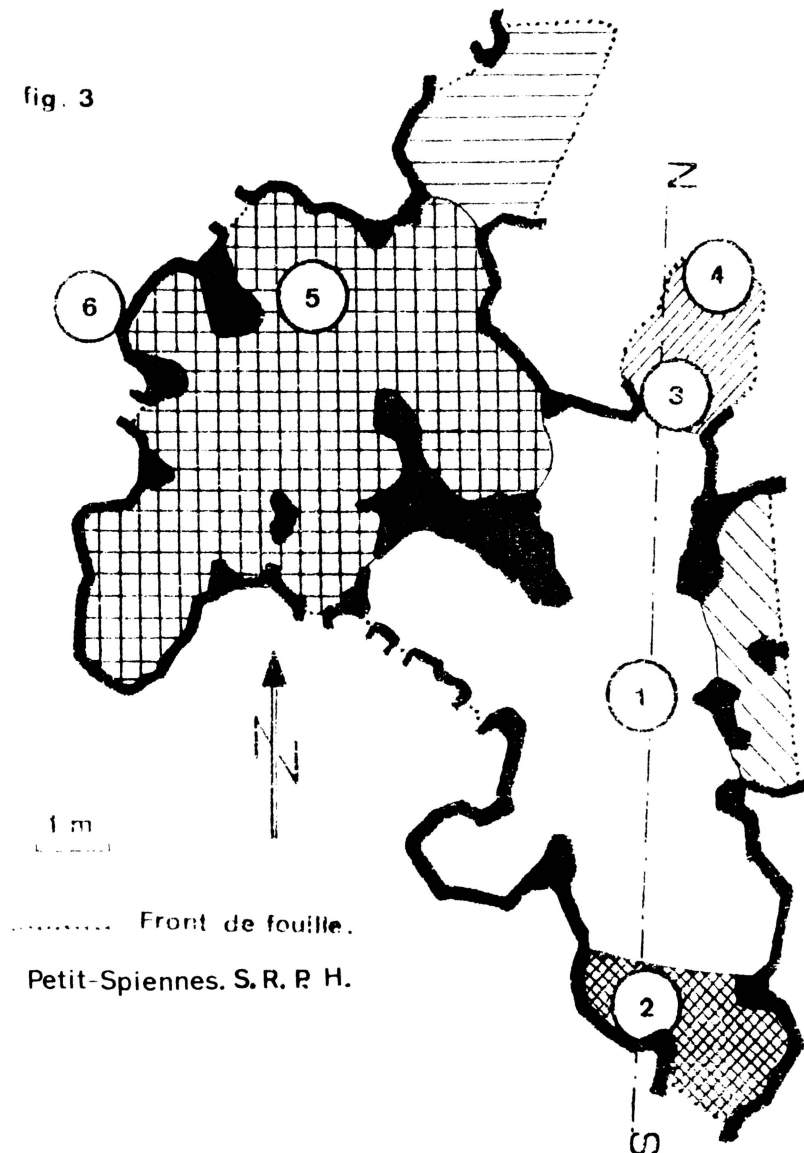 fig. 3
N
4
5
6
3
1
N
1 m
2
Front de fouille.
Petit-Spiennes. S. R. P. H.
S